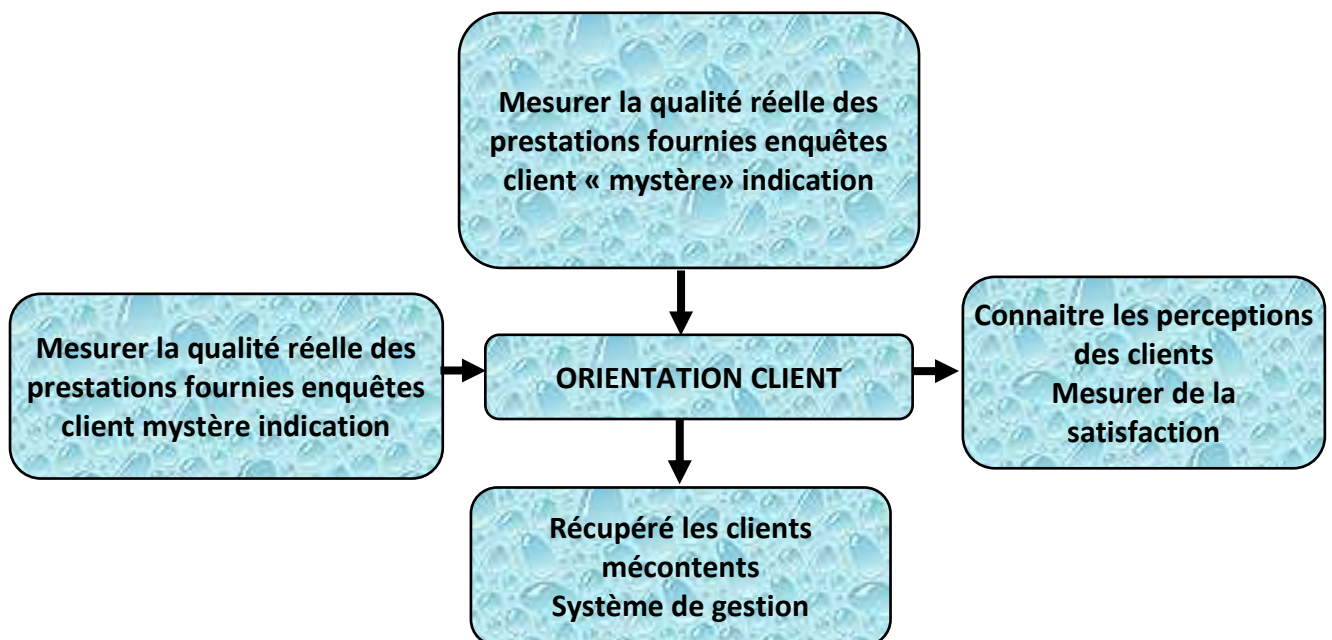 Mesurer la qualité réelle des
prestations fournies enquêtes
client « mystère» indication
Mesurer la qualité réelle des
prestations fournies enquêtes
client mystère indication
ORIENTATION CLIENT
Connaitre les perceptions
des clients
Mesurer de la
satisfaction
Récupéré les clients
mécontents
Système de gestion